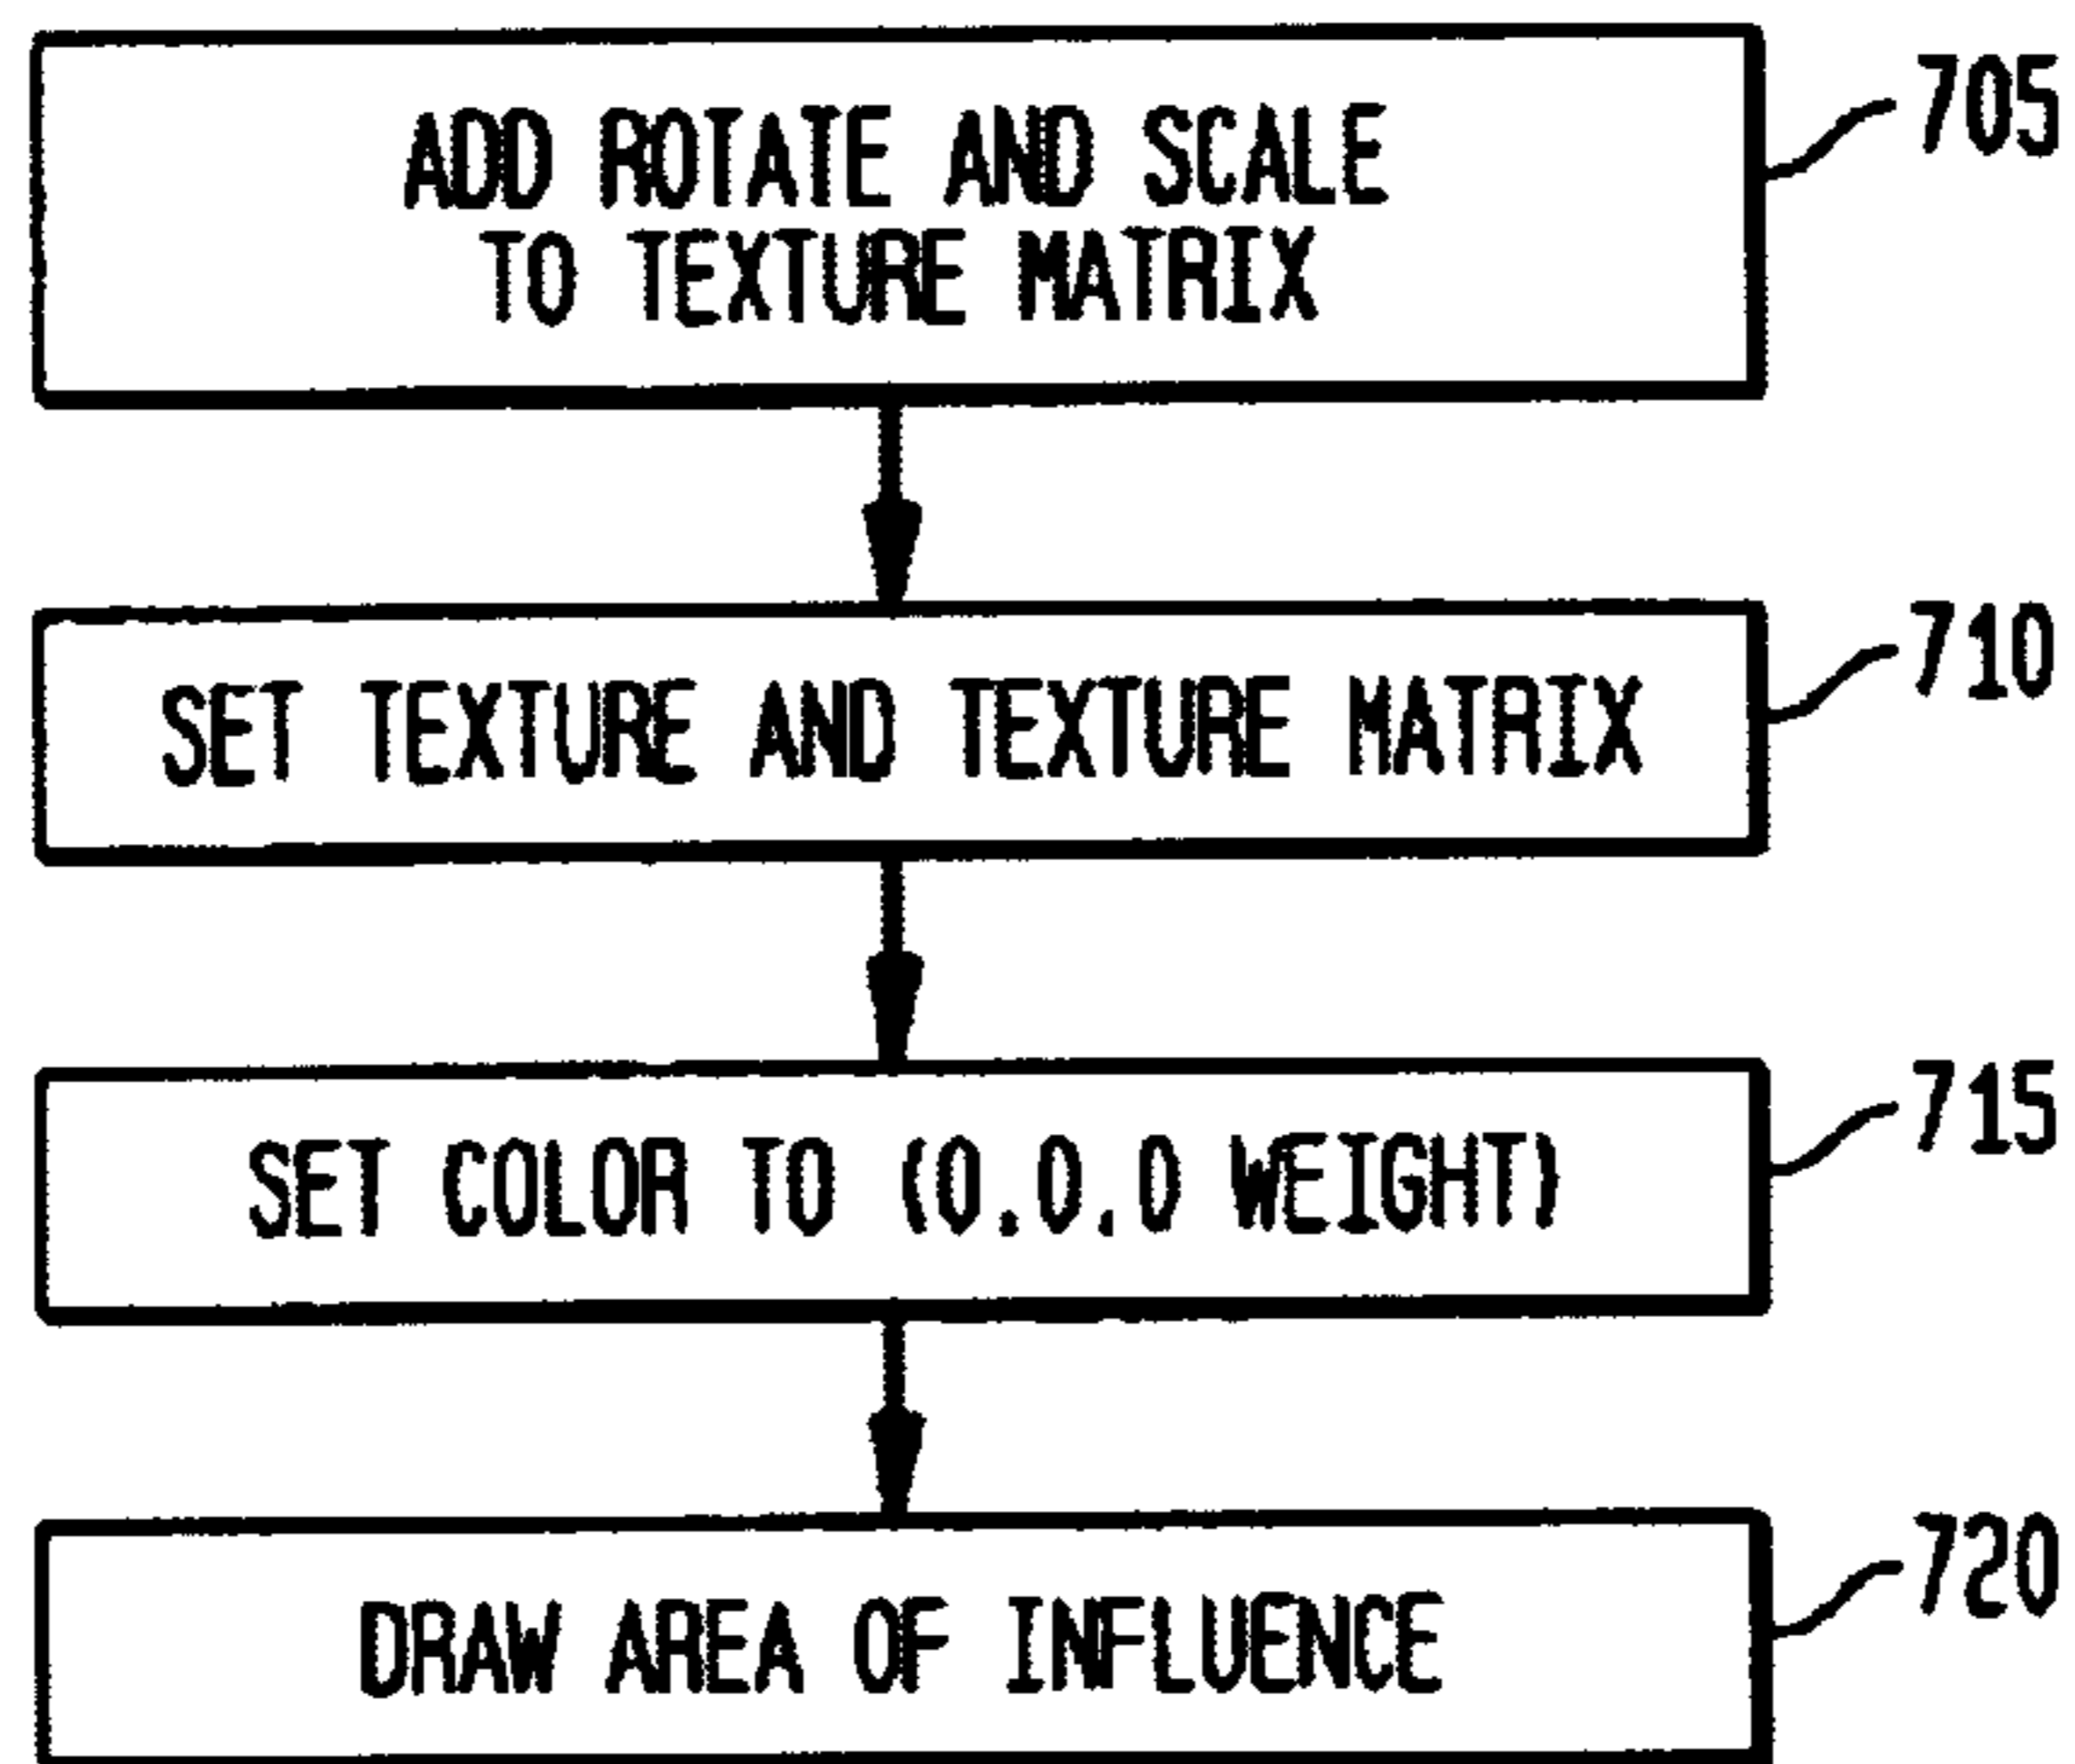 ADD ROTATE AND SCALE
TO TEXTURE MATRIX
705
SET TEXTURE AND TEXTURE MATRIX
710
SET COLOR TO (0.0.0 WEIGHT)
715
DRAW AREA OF INFLUENCE
720